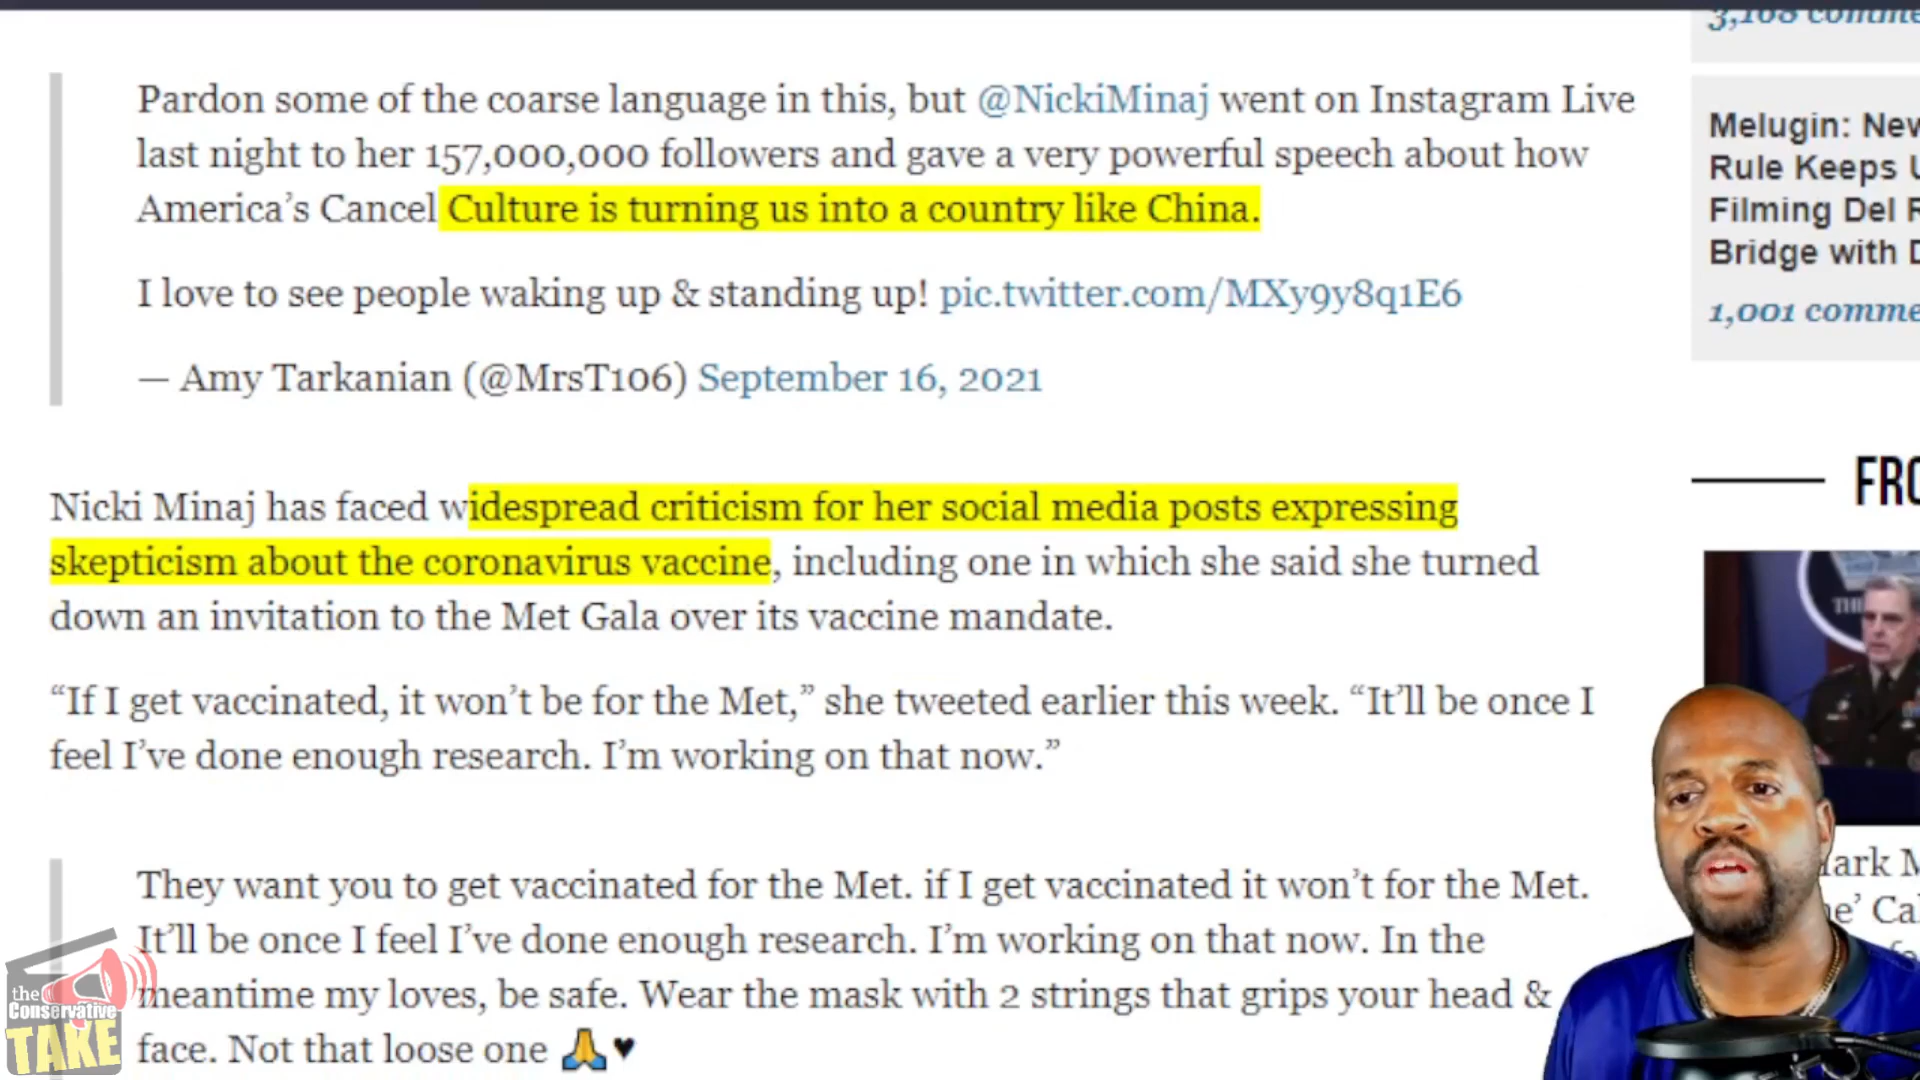 3,168 comme
Pardon some of the coarse language in this, but @NickiMinaj went on Instagram Live
last night to her 157,000,000 followers and gave a very powerful speech about how
America’s Cancel Culture is turning us into a country like China.
I love to see people waking up & standing up! pic.twitter.com/MXy9y8q1E6
— Amy Tarkanian (@MrsT106) September 16, 2021
Nicki Minaj has faced widespread criticism for her social media posts expressing
skepticism about the coronavirus vaccine, including one in which she said she turned
down an invitation to the Met Gala over its vaccine mandate.
“If I get vaccinated, it won’t be for the Met,” she tweeted earlier this week. “It’ll be once I
feel I’ve done enough research. I’m working on that now.”
They want you to get vaccinated for the Met. if I get vaccinated it won’t for the Met.
It’ll be once I feel I’ve done enough research. I’m working on that now. In the
meantime my loves, be safe. Wear the mask with 2 strings that grips your head &
face. Not that loose one 🙏♥
Melugin: New
Rule Keeps U
Filming Del R
Bridge with D
1,001 comme
FRO
ark M
e’ Cal
the
Conservative
TAKE